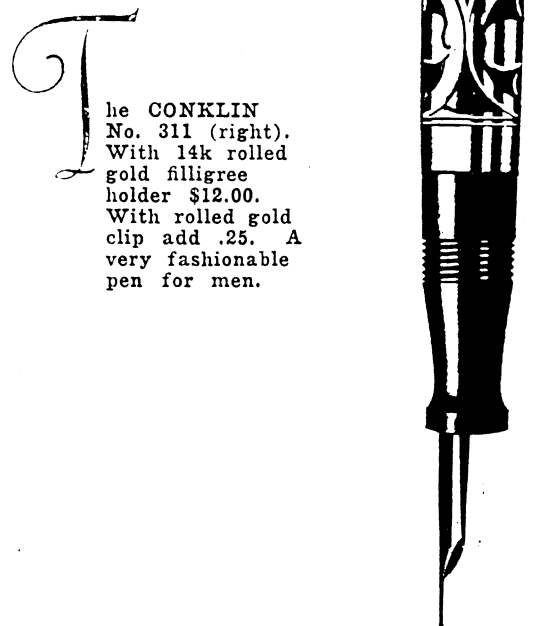 The CONKLIN
No. 311 (right).
With 14k rolled
gold filligree
holder $12.00.
With rolled gold
clip add .25. A
very fashionable
pen for men.